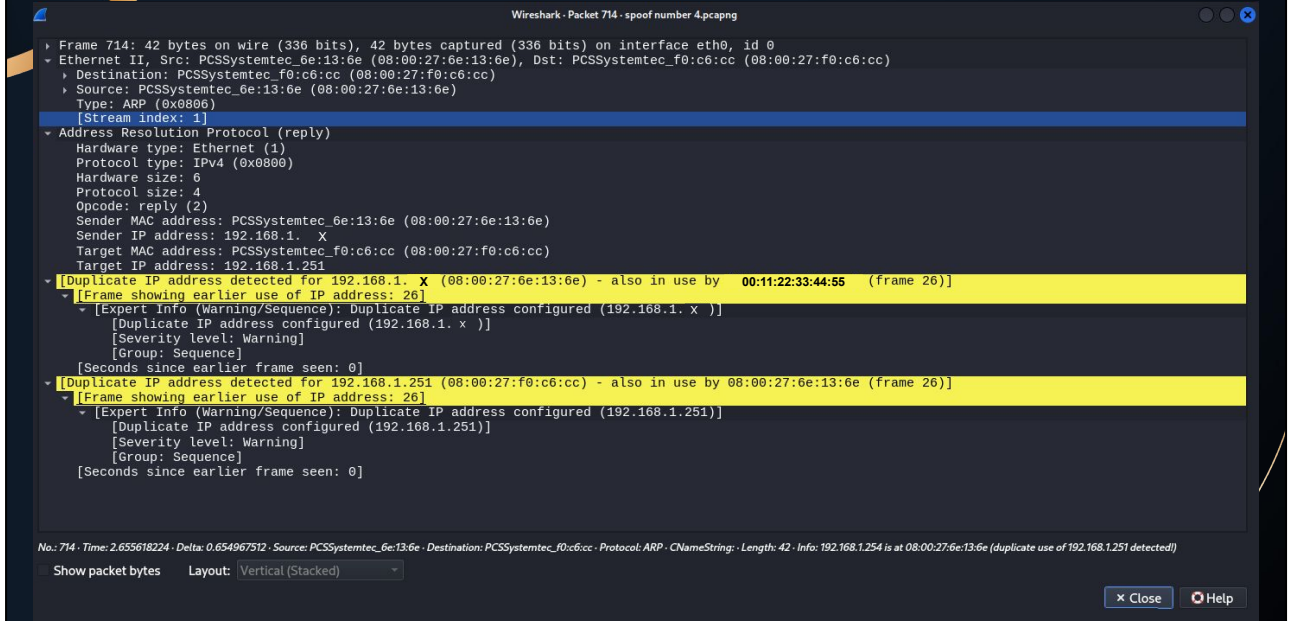 Wireshark · Packet 714 · spoof number 4.pcapng
Frame 714: 42 bytes on wire (336 bits), 42 bytes captured (336 bits) on interface eth0, id 0
Ethernet II, Src: PCSSystemtec_6e:13:6e (08:00:27:6e:13:6e), Dst: PCSSystemtec_f0:c6:cc (08:00:27:f0:c6:cc)
Destination: PCSSystemtec_f0:c6:cc (08:00:27:f0:c6:cc)
Source: PCSSystemtec_6e:13:6e (08:00:27:6e:13:6e)
Type: ARP (0x0806)
[Stream index: 1]
Address Resolution Protocol (reply)
Hardware type: Ethernet (1)
Protocol type: IPv4 (0x0800)
Hardware size: 6
Protocol size: 4
Opcode: reply (2)
Sender MAC address: PCSSystemtec_6e:13:6e (08:00:27:6e:13:6e)
Sender IP address: 192.168.1. X
Target MAC address: PCSSystemtec_f0:c6:cc (08:00:27:f0:c6:cc)
Target IP address: 192.168.1.251
[Duplicate IP address detected for 192.168.1. X (08:00:27:6e:13:6e) - also in use by 00:11:22:33:44:55 (frame 26)]
[Frame showing earlier use of IP address: 26]
[Expert Info (Warning/Sequence): Duplicate IP address configured (192.168.1. x )]
[Duplicate IP address configured (192.168.1. x )]
[Severity level: Warning]
[Group: Sequence]
[Seconds since earlier frame seen: 0]
[Duplicate IP address detected for 192.168.1.251 (08:00:27:f0:c6:cc) - also in use by 08:00:27:6e:13:6e (frame 26)]
[Frame showing earlier use of IP address: 26]
[Expert Info (Warning/Sequence): Duplicate IP address configured (192.168.1.251)]
[Duplicate IP address configured (192.168.1.251)]
[Severity level: Warning]
[Group: Sequence]
[Seconds since earlier frame seen: 0]
No.: 714 · Time: 2.655618224 · Delta: 0.654967512 · Source: PCSSystemtec_6e:13:6e · Destination: PCSSystemtec_f0:c6:cc · Protocol: ARP · CNameString: · Length: 42 · Info: 192.168.1.254 is at 08:00:27:6e:13:6e (duplicate use of 192.168.1.251 detected!)
Show packet bytes Layout: Vertical (Stacked)
Close Help